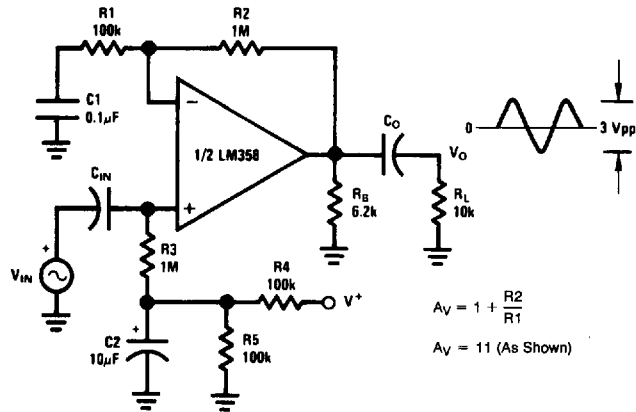 R1
100k
R2
1M
C1
0.1μF
−
1/2 LM358
+
CIN
+
VIN
R3
1M
R4
100k
V+
+
C2
10μF
R5
100k
RB
6.2k
CO
VO
RL
10k
0
3 Vpp
AV = 1 + R2/R1
AV = 11 (As Shown)